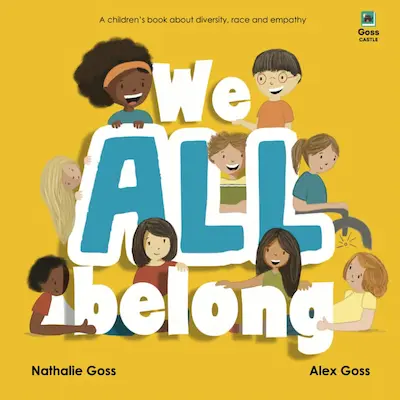 A children's book about diversity, race and empathy
Goss
CASTLE
We
ALL
belong
Nathalie Goss
Alex Goss